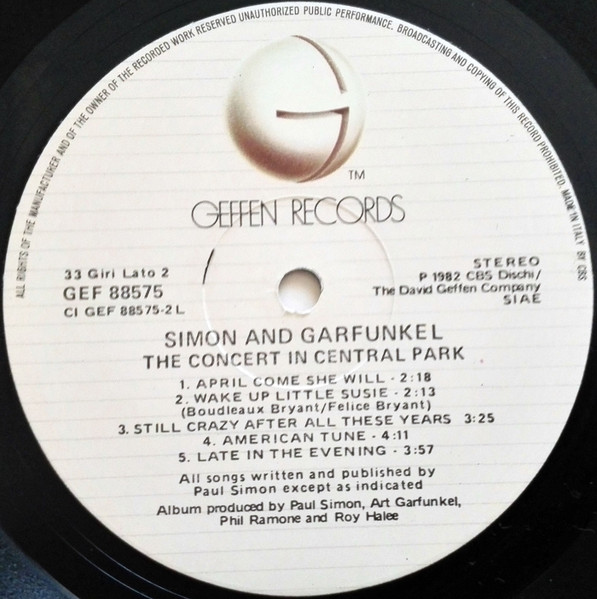 ALL RIGHTS OF THE MANUFACTURER AND OF THE OWNER OF THE RECORDED WORK RESERVED UNAUTHORIZED PUBLIC PERFORMANCE, BROADCASTING AND COPYING OF THIS RECORD PROHIBITED. MADE IN ITALY BY CBS
TM
GEFFEN RECORDS
33 Giri Lato 2
GEF 88575
CI GEF 88575-2 L
STEREO
P 1982 CBS Dischi/
The David Geffen Company
SIAE
SIMON AND GARFUNKEL
THE CONCERT IN CENTRAL PARK
1. APRIL COME SHE WILL - 2:18
2. WAKE UP LITTLE SUSIE - 2:13
(Boudleaux Bryant/Felice Bryant)
3. STILL CRAZY AFTER ALL THESE YEARS 3:25
4. AMERICAN TUNE - 4:11
5. LATE IN THE EVENING - 3:57
All songs written and published by
Paul Simon except as indicated
Album produced by Paul Simon, Art Garfunkel,
Phil Ramone and Roy Halee